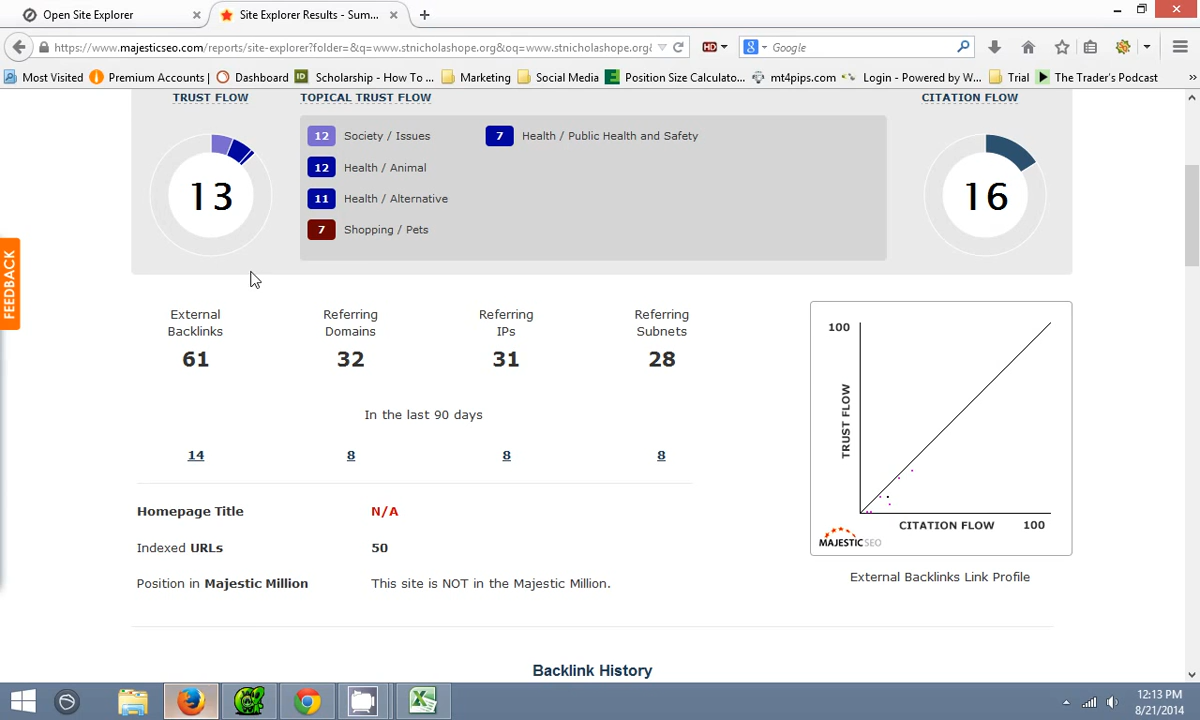 Open Site Explorer
Site Explorer Results - Sum...
https://www.majesticseo.com/reports/site-explorer?folder=&q=www.stnicholashope.org&oq=www.stnicholashope.org&
HD
Google
Most Visited
Premium Accounts |
Dashboard
Scholarship - How To ...
Marketing
Social Media
Position Size Calculato...
mt4pips.com
Login - Powered by W...
Trial
The Trader's Podcast
»
TRUST FLOW
TOPICAL TRUST FLOW
CITATION FLOW
13
12 Society / Issues
7 Health / Public Health and Safety
12 Health / Animal
11 Health / Alternative
7 Shopping / Pets
16
FEEDBACK
External Backlinks
61
Referring Domains
32
Referring IPs
31
Referring Subnets
28
In the last 90 days
14 8 8 8
Homepage Title N/A
Indexed URLs 50
Position in Majestic Million This site is NOT in the Majestic Million.
100
TRUST FLOW
CITATION FLOW 100
MAJESTIC SEO
External Backlinks Link Profile
Backlink History
12:13 PM
8/21/2014